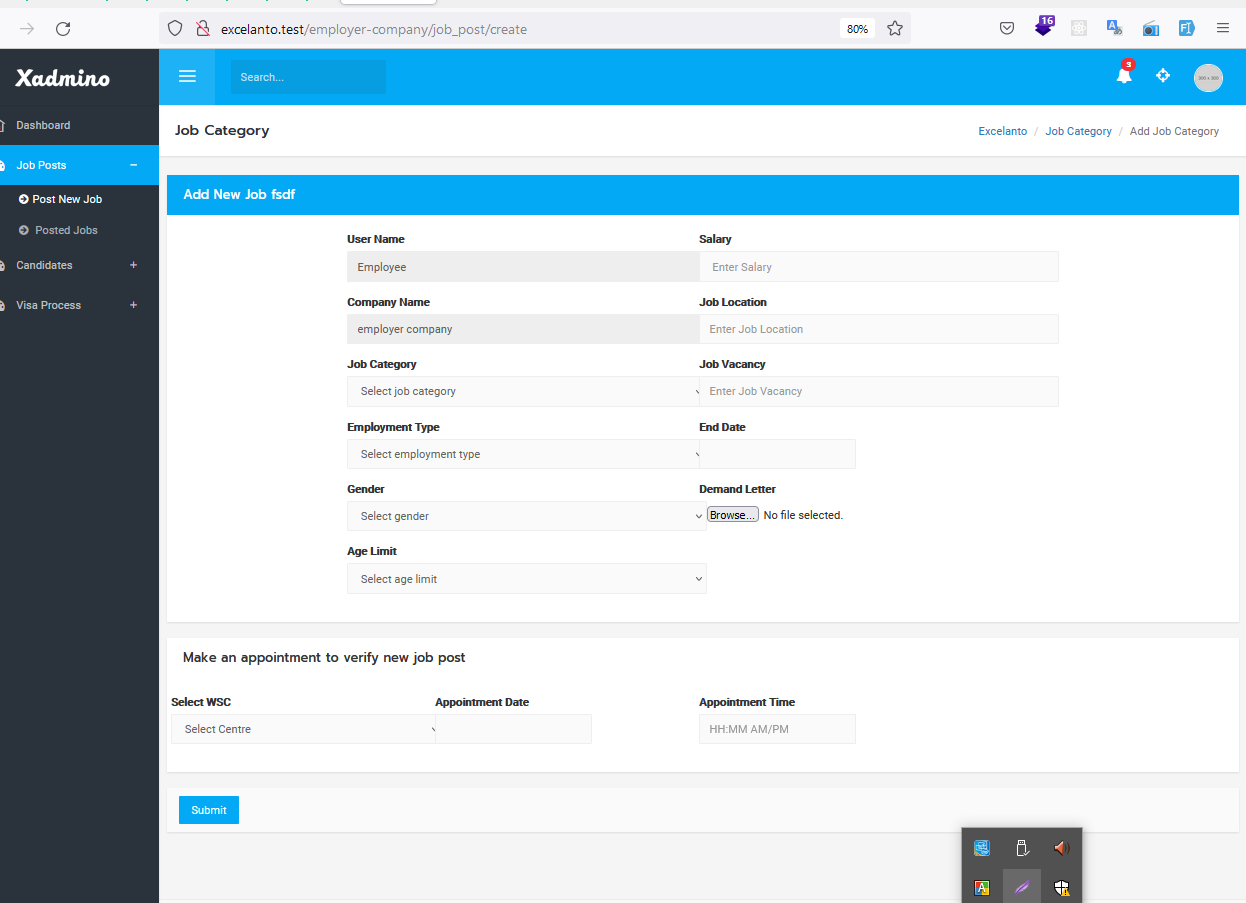 excelanto.test/employer-company/job_post/create
80%
16
Xadmino
Search...
3
300 x 300
Dashboard
Job Posts
Post New Job
Posted Jobs
Candidates
Visa Process
Job Category
Excelanto / Job Category / Add Job Category
Add New Job fsdf
User Name
Salary
Employee
Enter Salary
Company Name
Job Location
employer company
Enter Job Location
Job Category
Job Vacancy
Select job category
Enter Job Vacancy
Employment Type
End Date
Select employment type
Gender
Demand Letter
Select gender
Browse... No file selected.
Age Limit
Select age limit
Make an appointment to verify new job post
Select WSC
Appointment Date
Appointment Time
Select Centre
HH:MM AM/PM
Submit